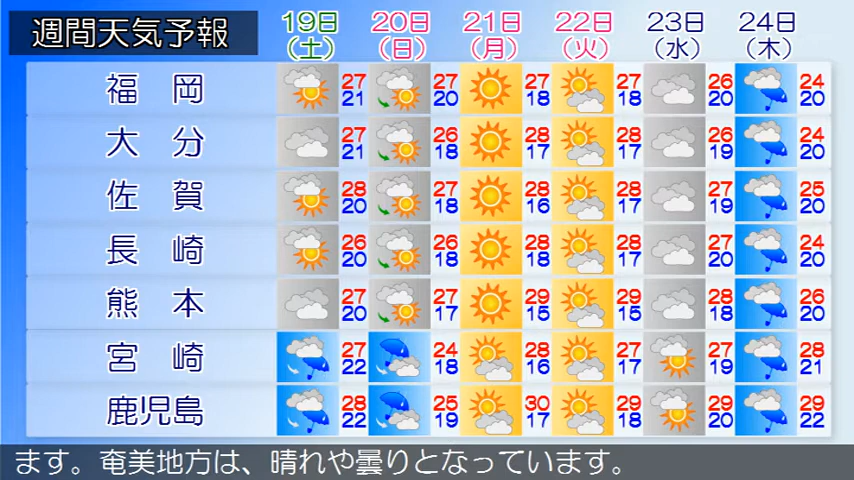 週間天気予報 19日 20日 21日 22日 23日 24日
(土) (日) (月) (火) (水) (木)
福岡 27 21 27 20 27 18 27 18 26 20 24 20
大分 27 21 26 18 28 17 28 17 26 19 24 20
佐賀 28 20 27 18 28 16 28 17 27 19 25 20
長崎 26 20 26 18 28 18 28 17 27 20 24 20
熊本 27 20 27 17 29 15 29 15 28 18 26 20
宮崎 27 22 24 18 28 16 27 17 27 19 28 21
鹿児島 28 22 25 19 30 17 29 18 29 20 29 22
ます。奄美地方は、晴れや曇りとなっています。